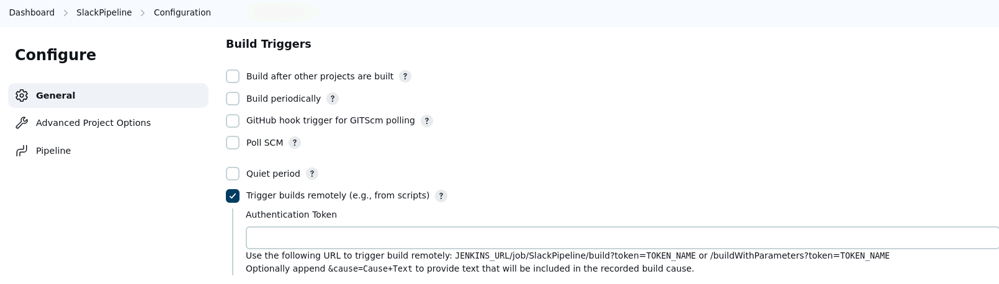 Dashboard > SlackPipeline > Configuration
Configure
General
Advanced Project Options
Pipeline
Build Triggers
Build after other projects are built ?
Build periodically ?
GitHub hook trigger for GITScm polling ?
Poll SCM ?
Quiet period ?
Trigger builds remotely (e.g., from scripts) ?
Authentication Token
Use the following URL to trigger build remotely: JENKINS_URL/job/SlackPipeline/build?token=TOKEN_NAME or /buildWithParameters?token=TOKEN_NAME
Optionally append &cause=Cause+Text to provide text that will be included in the recorded build cause.